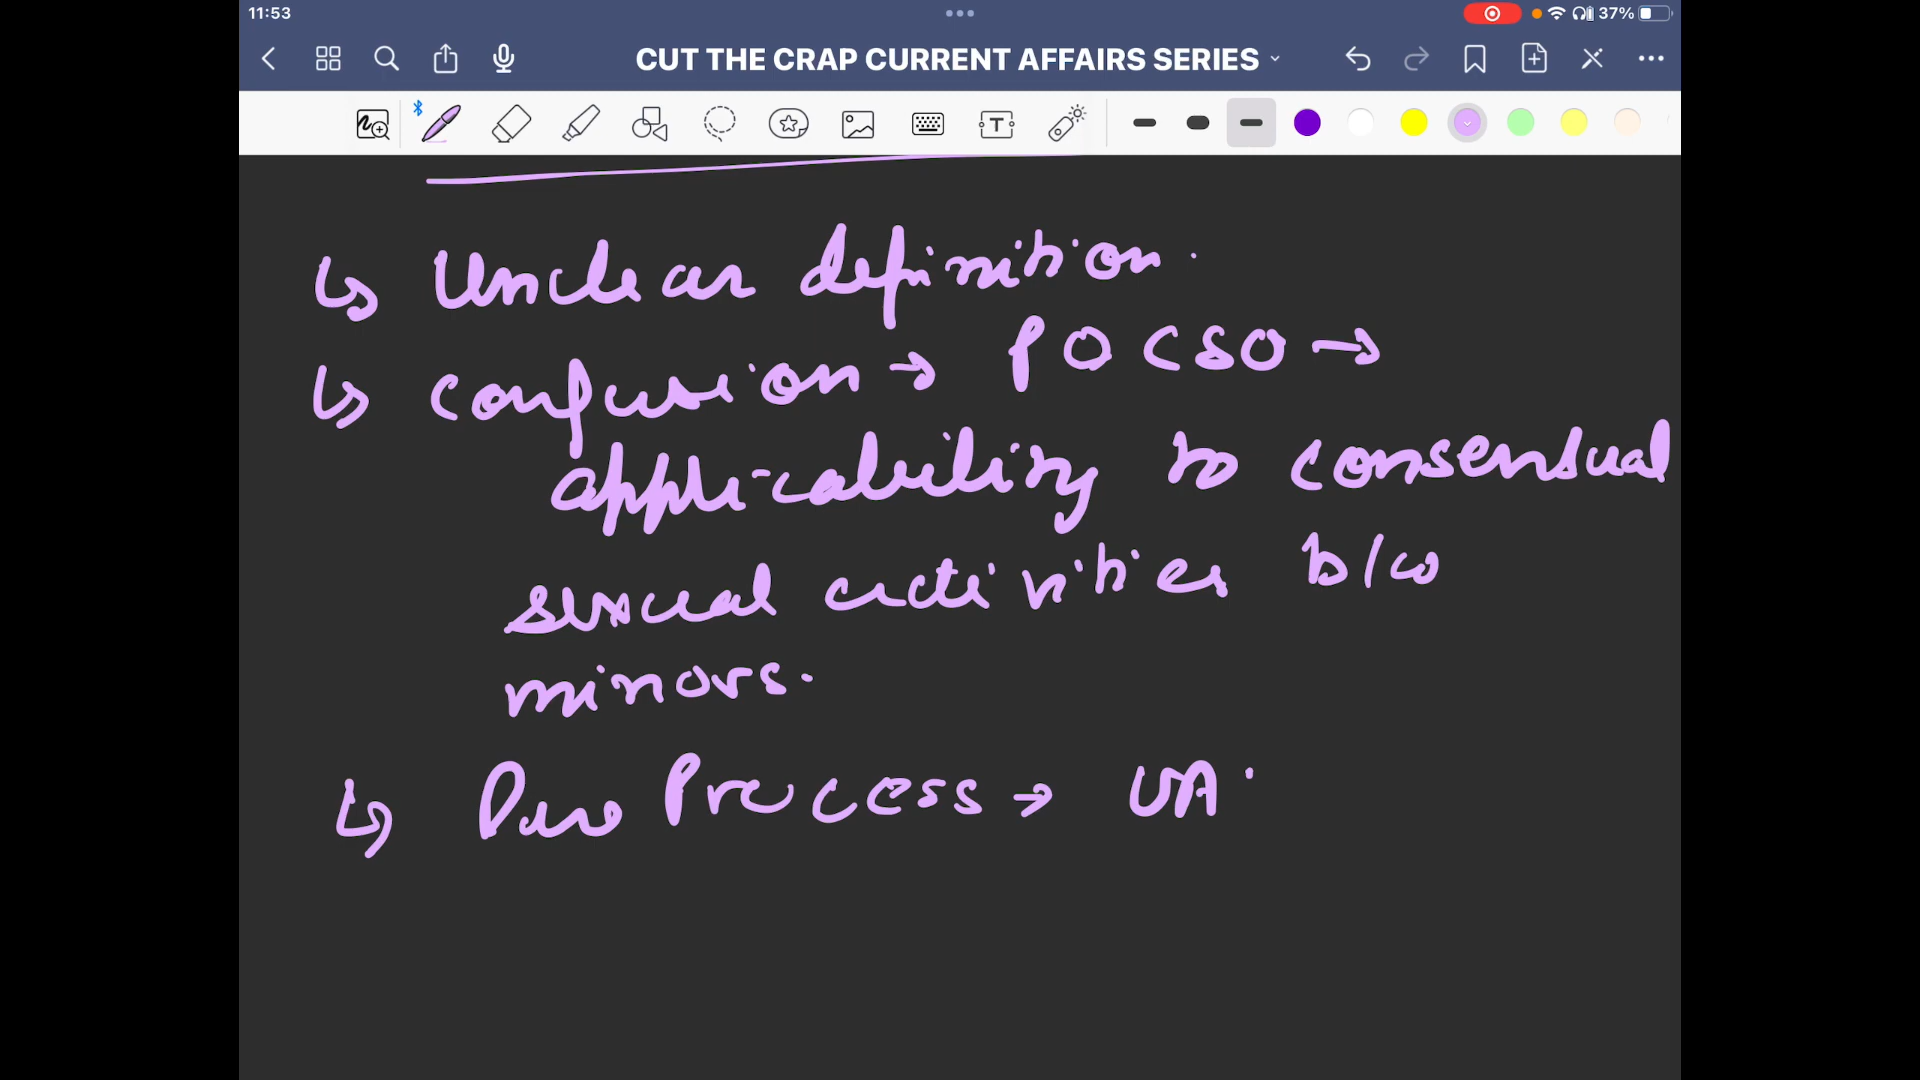 11:53
37%
CUT THE CRAP CURRENT AFFAIRS SERIES
T
↳ Unclear definition.
↳ confusion → POCSO →
applicability to consensual
sexual activities b/w
minors.
↳ Due Process → UA